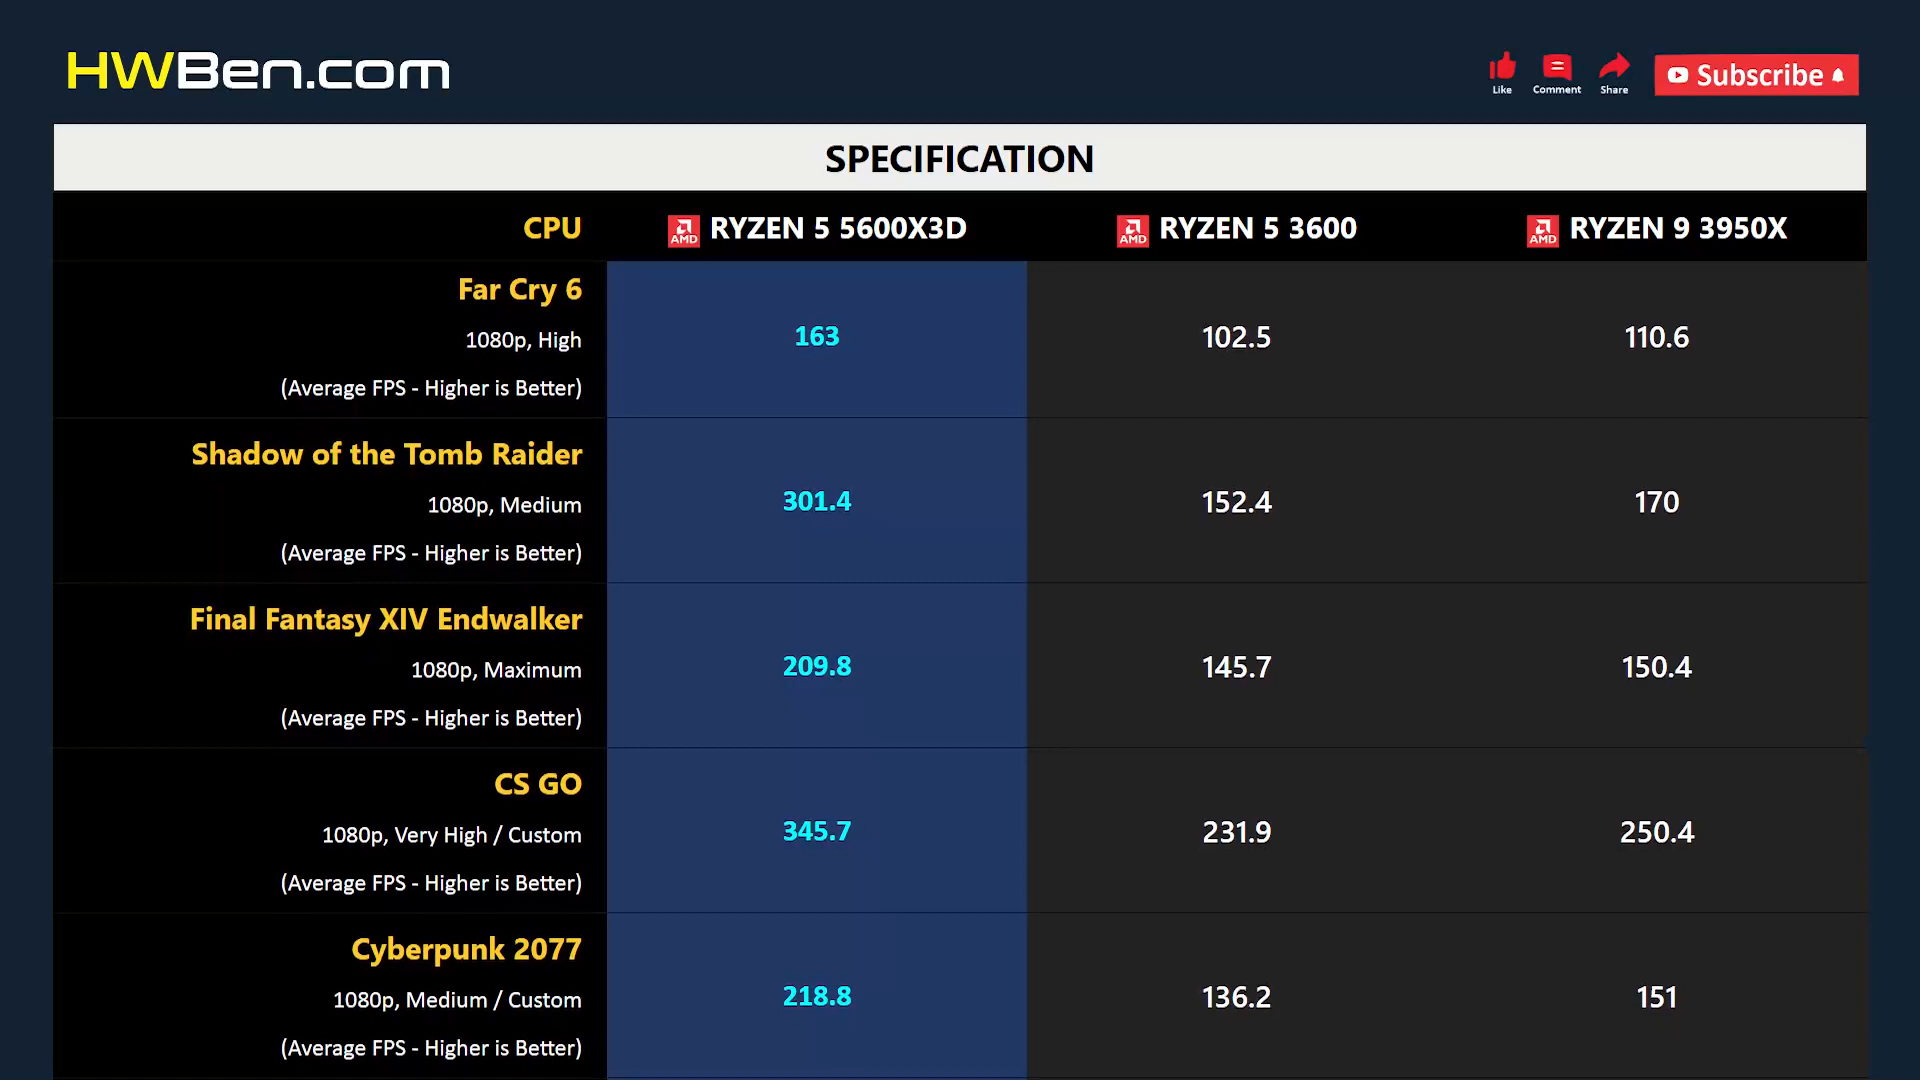 HWBen.com
Like Comment Share Subscribe
SPECIFICATION
CPU AMD RYZEN 5 5600X3D AMD RYZEN 5 3600 AMD RYZEN 9 3950X
Far Cry 6
1080p, High 163 102.5 110.6
(Average FPS - Higher is Better)
Shadow of the Tomb Raider
1080p, Medium 301.4 152.4 170
(Average FPS - Higher is Better)
Final Fantasy XIV Endwalker
1080p, Maximum 209.8 145.7 150.4
(Average FPS - Higher is Better)
CS GO
1080p, Very High / Custom 345.7 231.9 250.4
(Average FPS - Higher is Better)
Cyberpunk 2077
1080p, Medium / Custom 218.8 136.2 151
(Average FPS - Higher is Better)